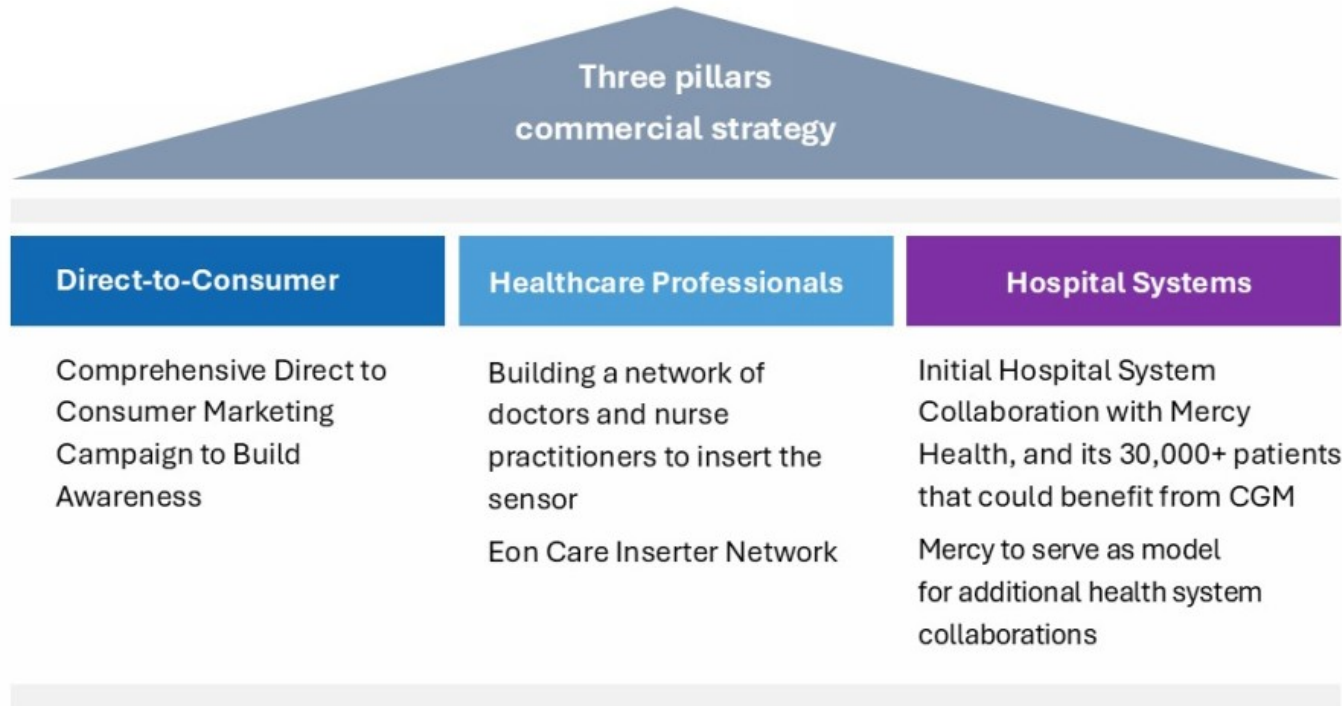 Three pillars
commercial strategy
Direct-to-Consumer
Comprehensive Direct to
Consumer Marketing
Campaign to Build
Awareness
Healthcare Professionals
Building a network of
doctors and nurse
practitioners to insert the
sensor
Eon Care Inserter Network
Hospital Systems
Initial Hospital System
Collaboration with Mercy
Health, and its 30,000+ patients
that could benefit from CGM
Mercy to serve as model
for additional health system
collaborations